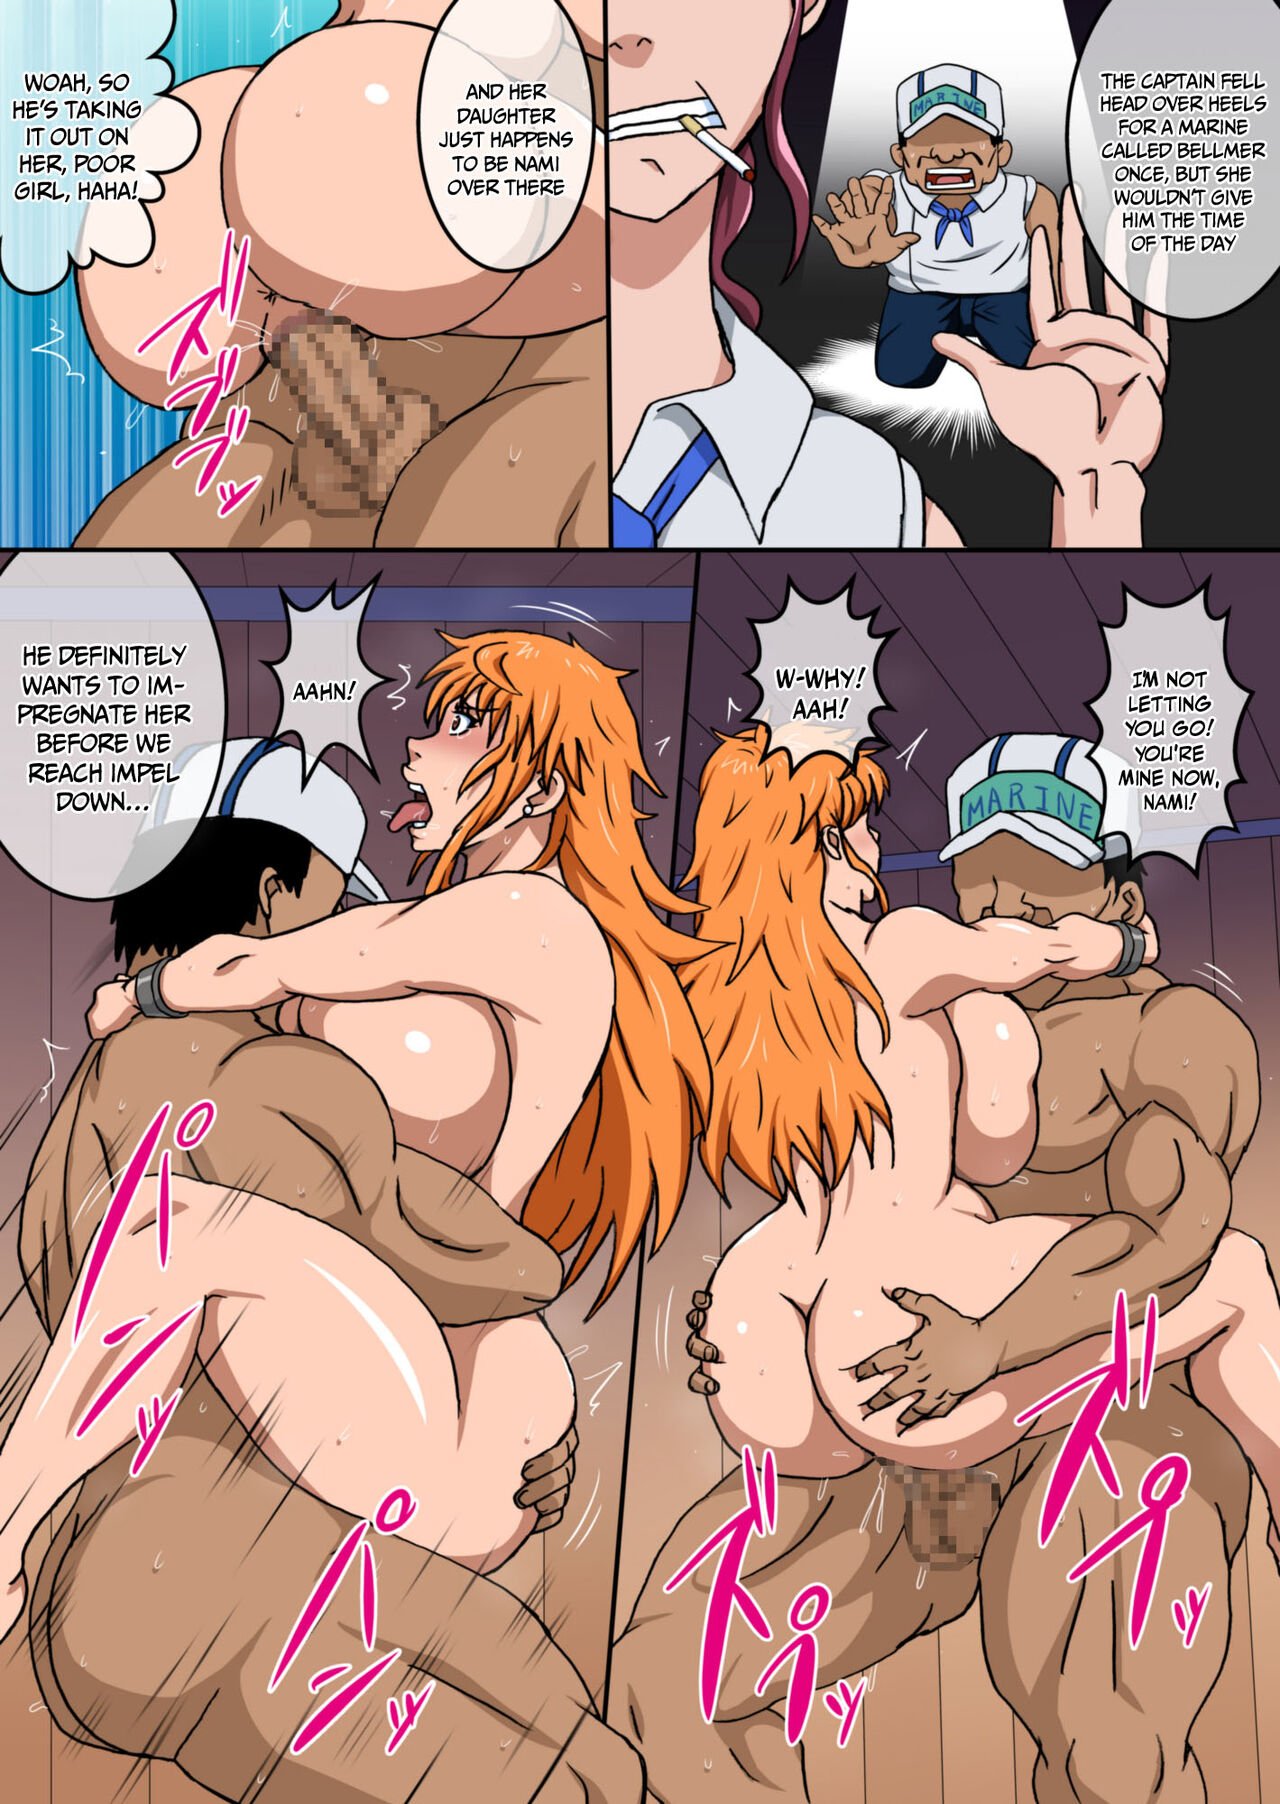 THE CAPTAIN FELL
HEAD OVER HEELS
FOR A MARINE
CALLED BELLMER
ONCE, BUT SHE
WOULDN'T GIVE
HIM THE TIME
OF THE DAY
MARINE
AND HER
DAUGHTER
JUST HAPPENS
TO BE NAMI
OVER THERE
WOAH, SO
HE'S TAKING
IT OUT ON
HER, POOR
GIRL, HAHA!
ズブブッ
I'M NOT
LETTING
YOU GO!
YOU'RE
MINE NOW,
NAMI!
MARINE
W-WHY!
AAH!
ズプッ
ズプッ
AAHN!
HE DEFINITELY
WANTS TO IM-
PREGNATE HER
BEFORE WE
REACH IMPEL
DOWN...
パンッ
パンッ